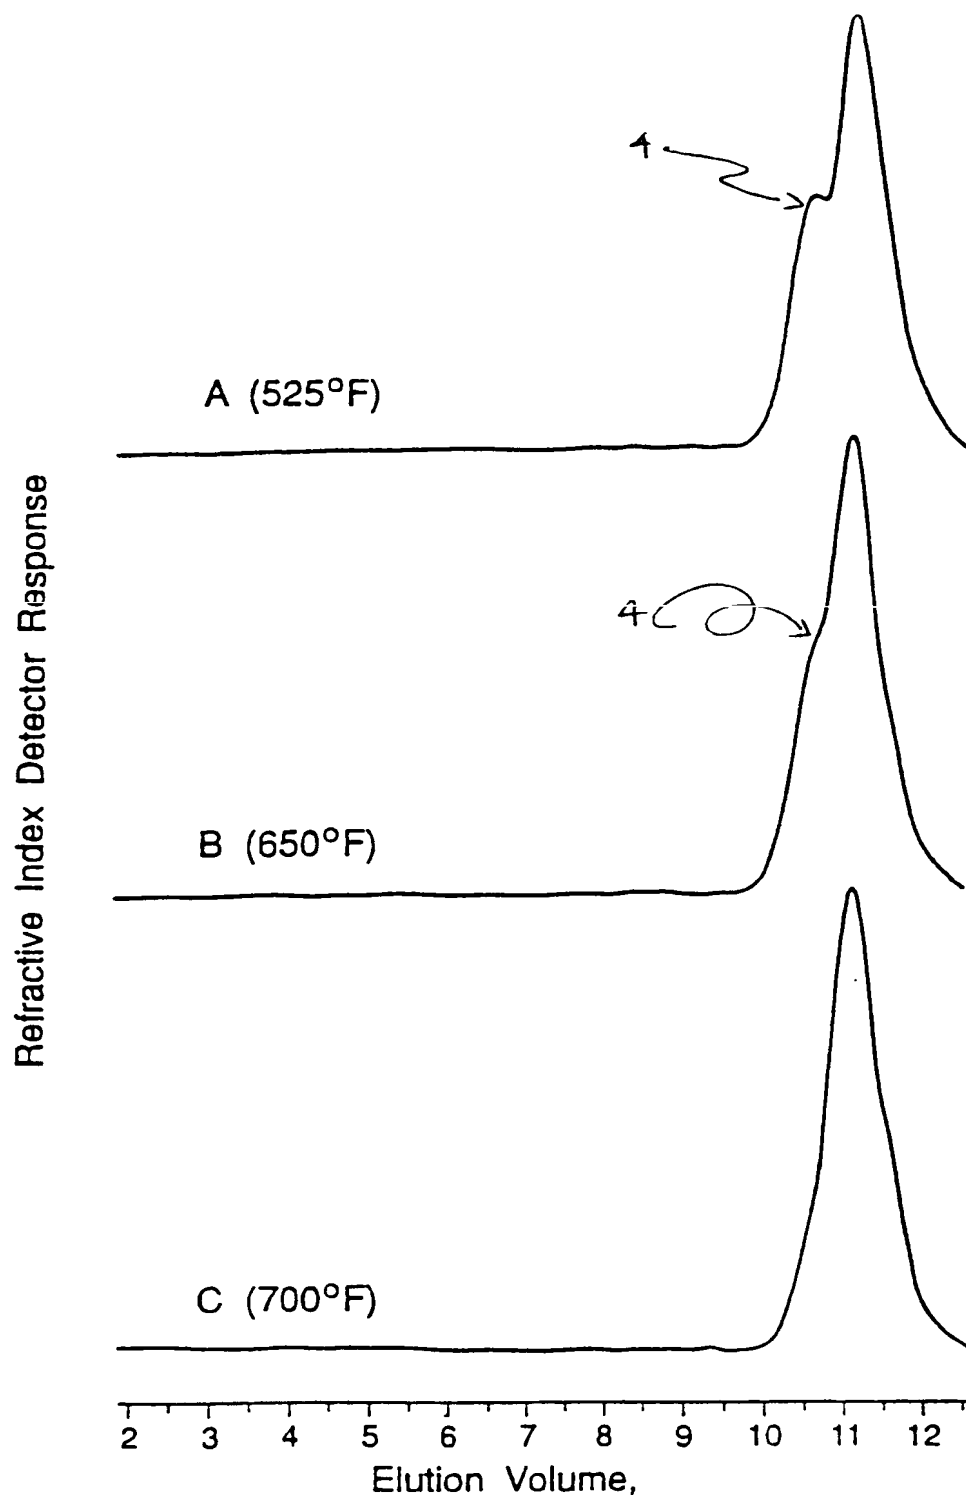 4
A (525°F)
Refractive Index Detector Response
4
B (650°F)
C (700°F)
2 3 4 5 6 7 8 9 10 11 12
Elution Volume,